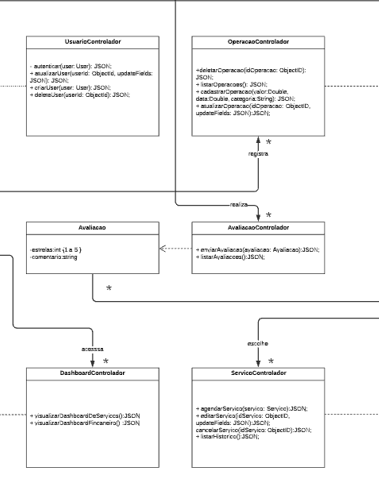 UsuarioControlador
- autenticar(user: User): JSON;
+ atualizarUser(userId: ObjectId, updateFields:
JSON): JSON;
+ criarUser(user: User): JSON;
+ deleteUser(userId: ObjectId): JSON;
OperacaoControlador
+deletarOperacao(idOperacao: ObjectID):
JSON;
+ listarOperacoes(): JSON;
+ cadastrarOperacao(valor:Double,
data:Double, categoria:String): JSON;
+ atualizarOperacao(idOperacao: ObjectID,
updateFields: JSON):JSON;
*
registra
realiza
*
Avaliacao
-estrelas:int {1 a 5}
-comentario:string
AvaliacaoControlador
+ enviarAvaliacao(avaliacao: Avaliacao):JSON;
+ listarAvaliacoes():JSON;
*
acessa
*
escolhe
*
DashboardControlador
+ visualizarDashboardDeServicos():JSON
+ visualizarDashboardFinanceiro() :JSON
ServicoControlador
+ agendarServico(servico: Servico):JSON;
+ editarServico(idServico: ObjectID,
updateFields: JSON):JSON;
cancelarServico(idServico: ObjectID):JSON;
+ listarHistorico():JSON;